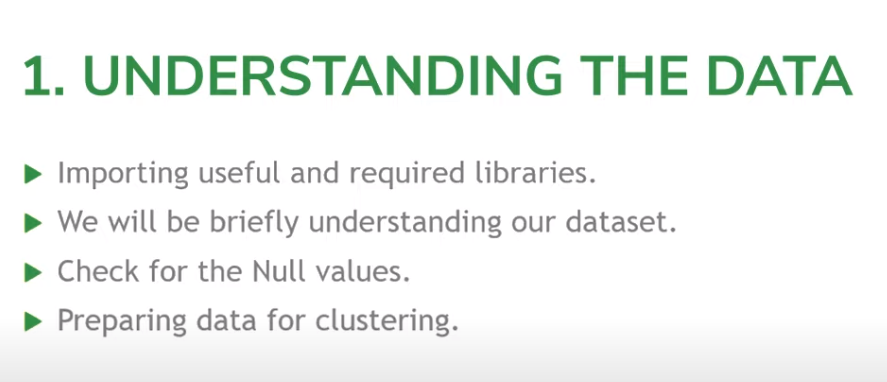 1. UNDERSTANDING THE DATA
Importing useful and required libraries.
We will be briefly understanding our dataset.
Check for the Null values.
Preparing data for clustering.